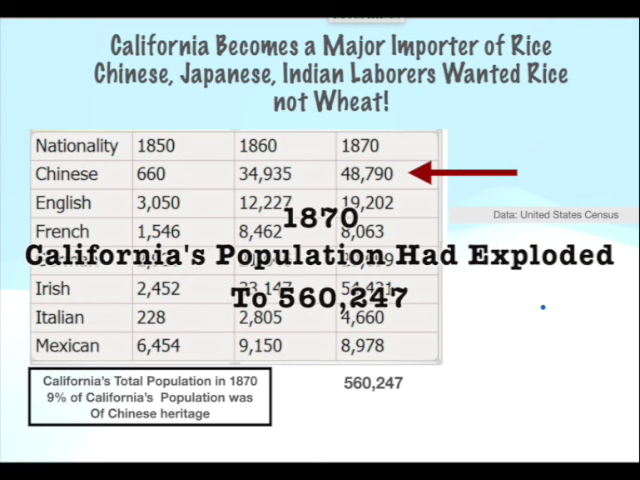 California Becomes a Major Importer of Rice
Chinese, Japanese, Indian Laborers Wanted Rice
not Wheat!
Nationality 1850 1860 1870
Chinese 660 34,935 48,790
English 3,050 12,227 19,202
Data: United States Census
1870
French 1,546 8,462 8,063
California's Population Had Exploded
Irish 2,452
To 560,247
Italian 228 2,805 4,660
Mexican 6,454 9,150 8,978
California's Total Population in 1870
9% of California's Population was
Of Chinese heritage
560,247